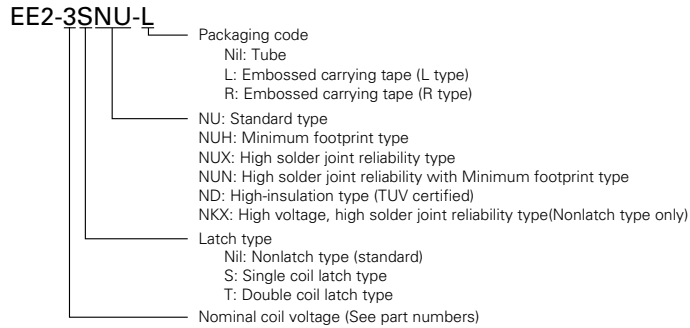 EE2-3SNU-L
Packaging code
Nil: Tube
L: Embossed carrying tape (L type)
R: Embossed carrying tape (R type)
NU: Standard type
NUH: Minimum footprint type
NUX: High solder joint reliability type
NUN: High solder joint reliability with Minimum footprint type
ND: High-insulation type (TUV certified)
NKX: High voltage, high solder joint reliability type(Nonlatch type only)
Latch type
Nil: Nonlatch type (standard)
S: Single coil latch type
T: Double coil latch type
Nominal coil voltage (See part numbers)